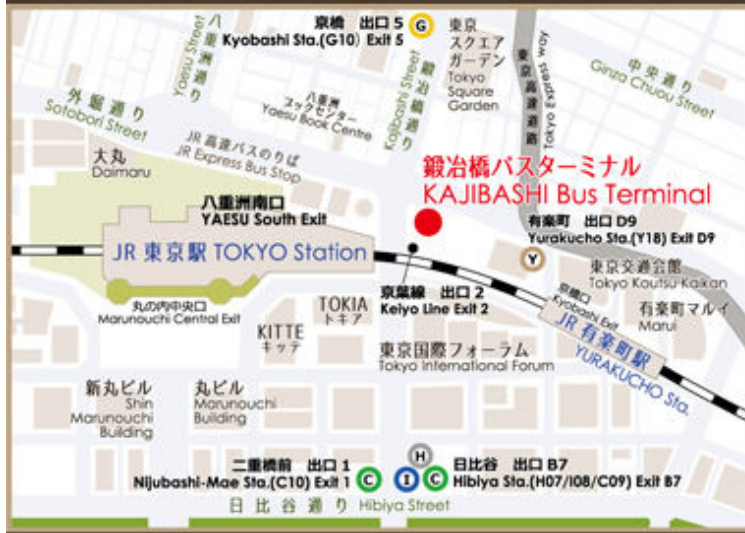 京橋 出口 5
Kyobashi Sta.(G10) Exit 5
G
東京
スクエア
ガーデン
Tokyo
Square
Garden
八重洲通り
Yaesu Street
鍛冶橋通り
Kajibashi Street
東京高速道路
Tokyo Express way
中央通り
Ginza Chuou Street
外堀通り
Sotobori Street
八重洲
ブックセンター
Yaesu Book Centre
JR 高速バスのりば
JR Express Bus Stop
大丸
Daimaru
鍛冶橋バスターミナル
KAJIBASHI Bus Terminal
八重洲南口
YAESU South Exit
有楽町 出口 D9
Yurakucho Sta.(Y18) Exit D9
Y
JR 東京駅 TOKYO Station
東京交通会館
Tokyo Koutsu Kaikan
京葉線 出口 2
Keiyo Line Exit 2
京橋口
Kyobashi Exit
丸の内中央口
Marunouchi Central Exit
TOKIA
トキア
KITTE
キッテ
有楽町マルイ
Marui
JR 有楽町駅
YURAKUCHO Sta.
東京国際フォーラム
Tokyo International Forum
新丸ビル
Shin
Marunouchi
Building
丸ビル
Marunouchi
Building
二重橋前 出口 1
Nijubashi-Mae Sta.(C10) Exit 1
C
H
I
C
日比谷 出口 B7
Hibiya Sta.(H07/I08/C09) Exit B7
日比谷通り Hibiya Street